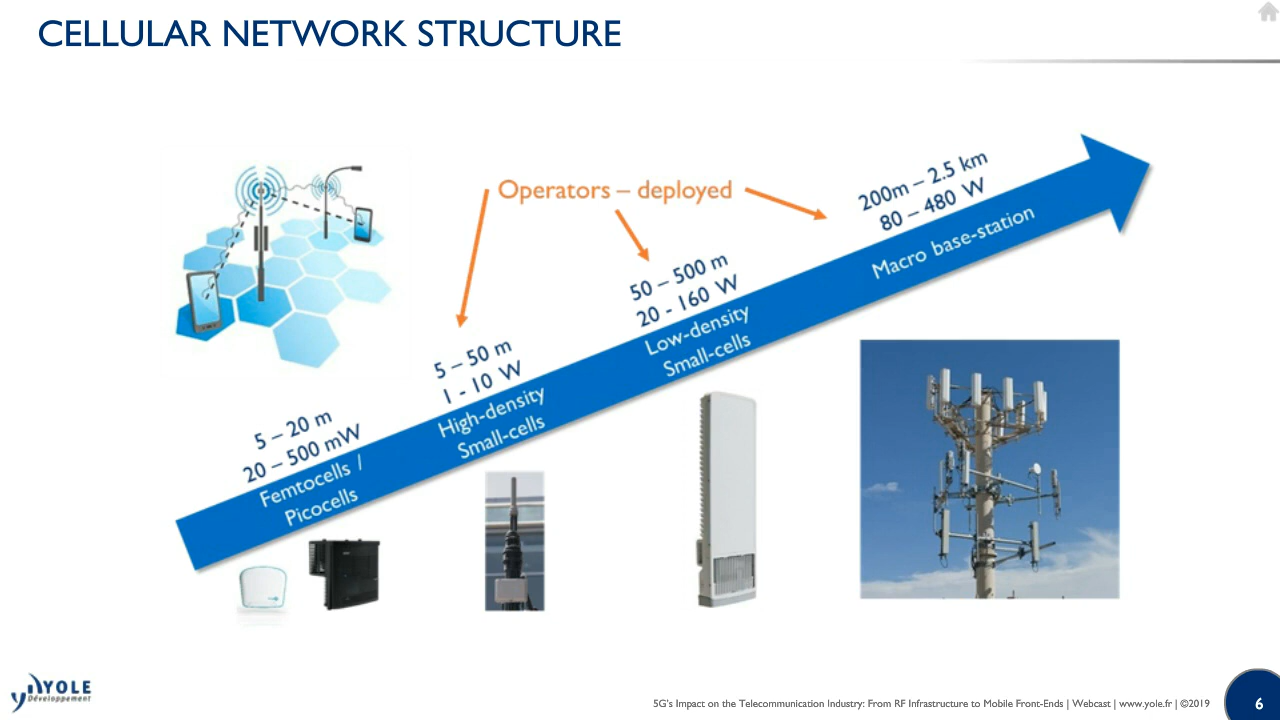 CELLULAR NETWORK STRUCTURE
Operators – deployed
200m – 2.5 km
80 – 480 W
Macro base-station
50 – 500 m
20 - 160 W
Low-density
Small-cells
5 – 50 m
1 - 10 W
High-density
Small-cells
5 – 20 m
20 – 500 mW
Femtocells /
Picocells
YOLE
Développement
5G's Impact on the Telecommunication Industry: From RF Infrastructure to Mobile Front-Ends | Webcast | www.yole.fr | ©2019
6